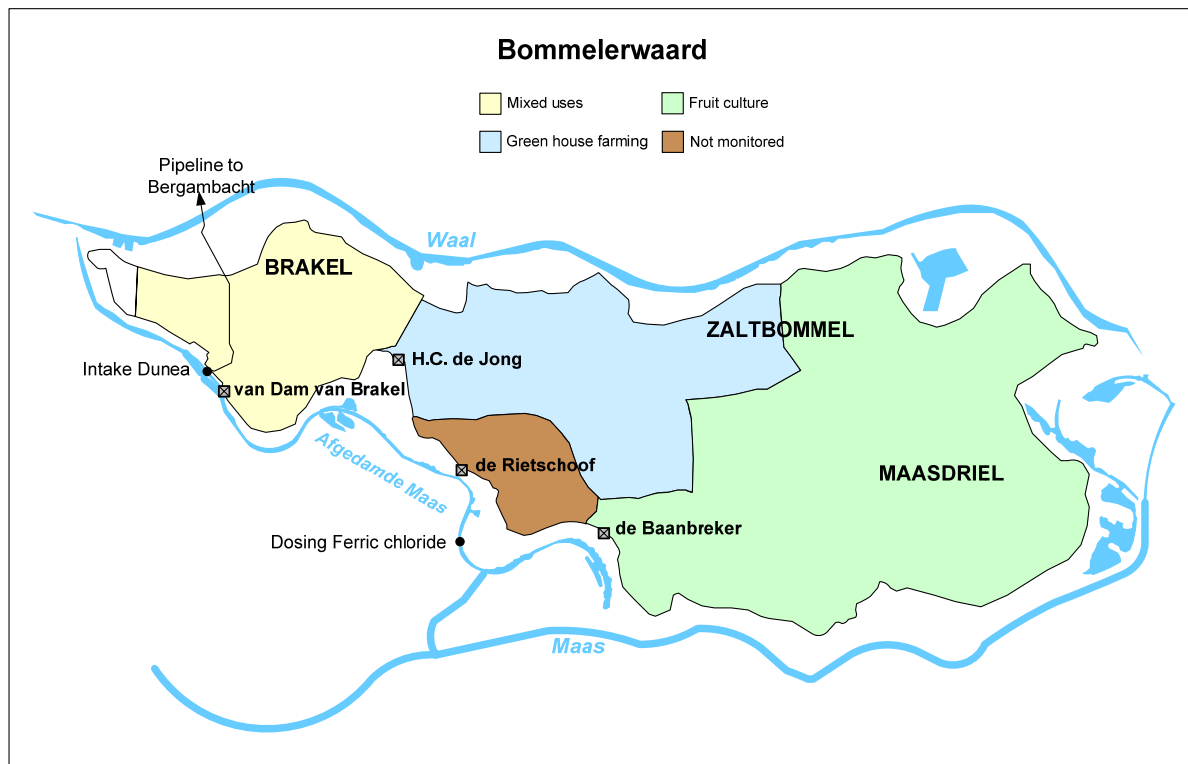 Bommelerwaard
Mixed uses
Fruit culture
Green house farming
Not monitored
Pipeline to
Bergambacht
Waal
BRAKEL
ZALTBOMMEL
H.C. de Jong
Intake Dunea
van Dam van Brakel
Afgedamde Maas
de Rietschoof
MAASDRIEL
de Baanbreker
Dosing Ferric chloride
Maas